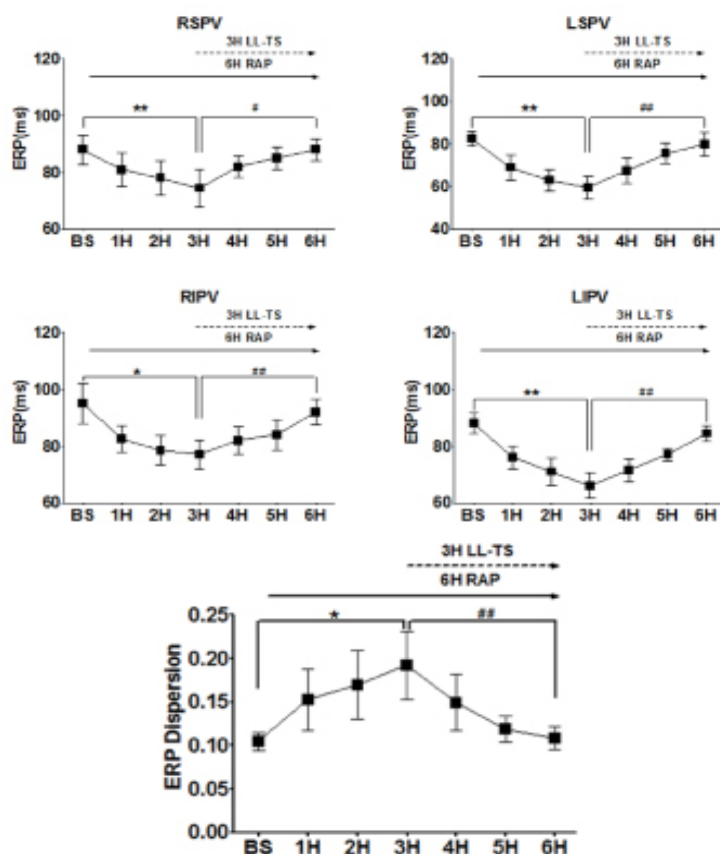 RSPV
3H LL-TS
6H RAP
ERP(ms)
120
100
80
60
** #
BS 1H 2H 3H 4H 5H 6H
LSPV
3H LL-TS
6H RAP
ERP(ms)
120
100
80
60
40
** ##
BS 1H 2H 3H 4H 5H 6H
RIPV
3H LL-TS
6H RAP
ERP(ms)
120
100
80
60
* ##
BS 1H 2H 3H 4H 5H 6H
LIPV
3H LL-TS
6H RAP
ERP(ms)
120
100
80
60
** ##
BS 1H 2H 3H 4H 5H 6H
3H LL-TS
6H RAP
ERP Dispersion
0.25
0.20
0.15
0.10
0.05
0.00
* ##
BS 1H 2H 3H 4H 5H 6H